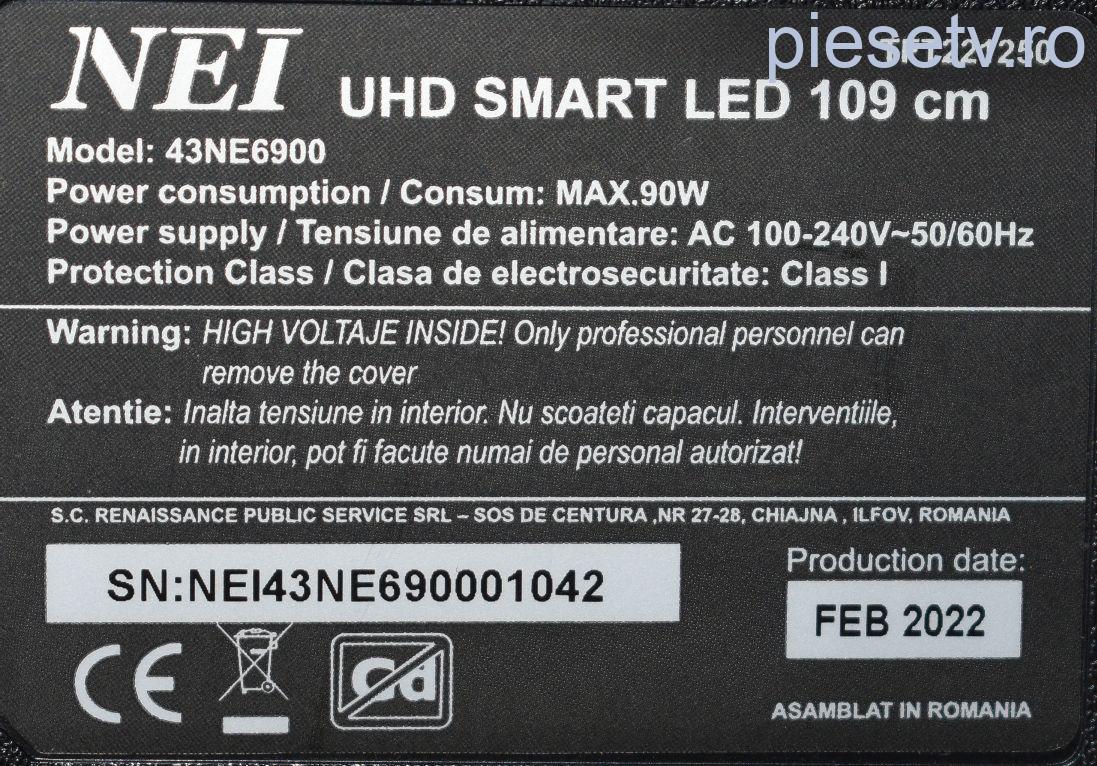 piesetv.ro
NEI
UHD SMART LED 109 cm
Model: 43NE6900
Power consumption / Consum: MAX.90W
Power supply / Tensiune de alimentare: AC 100-240V~50/60Hz
Protection Class / Clasa de electrosecuritate: Class I
Warning: HIGH VOLTAJE INSIDE! Only professional personnel can
remove the cover
Atentie: Inalta tensiune in interior. Nu scoateti capacul. Interventiile,
in interior, pot fi facute numai de personal autorizat!
S.C. RENAISSANCE PUBLIC SERVICE SRL – SOS DE CENTURA ,NR 27-28, CHIAJNA , ILFOV, ROMANIA
SN:NEI43NE690001042
Production date:
FEB 2022
CE
Cd
ASAMBLAT IN ROMANIA